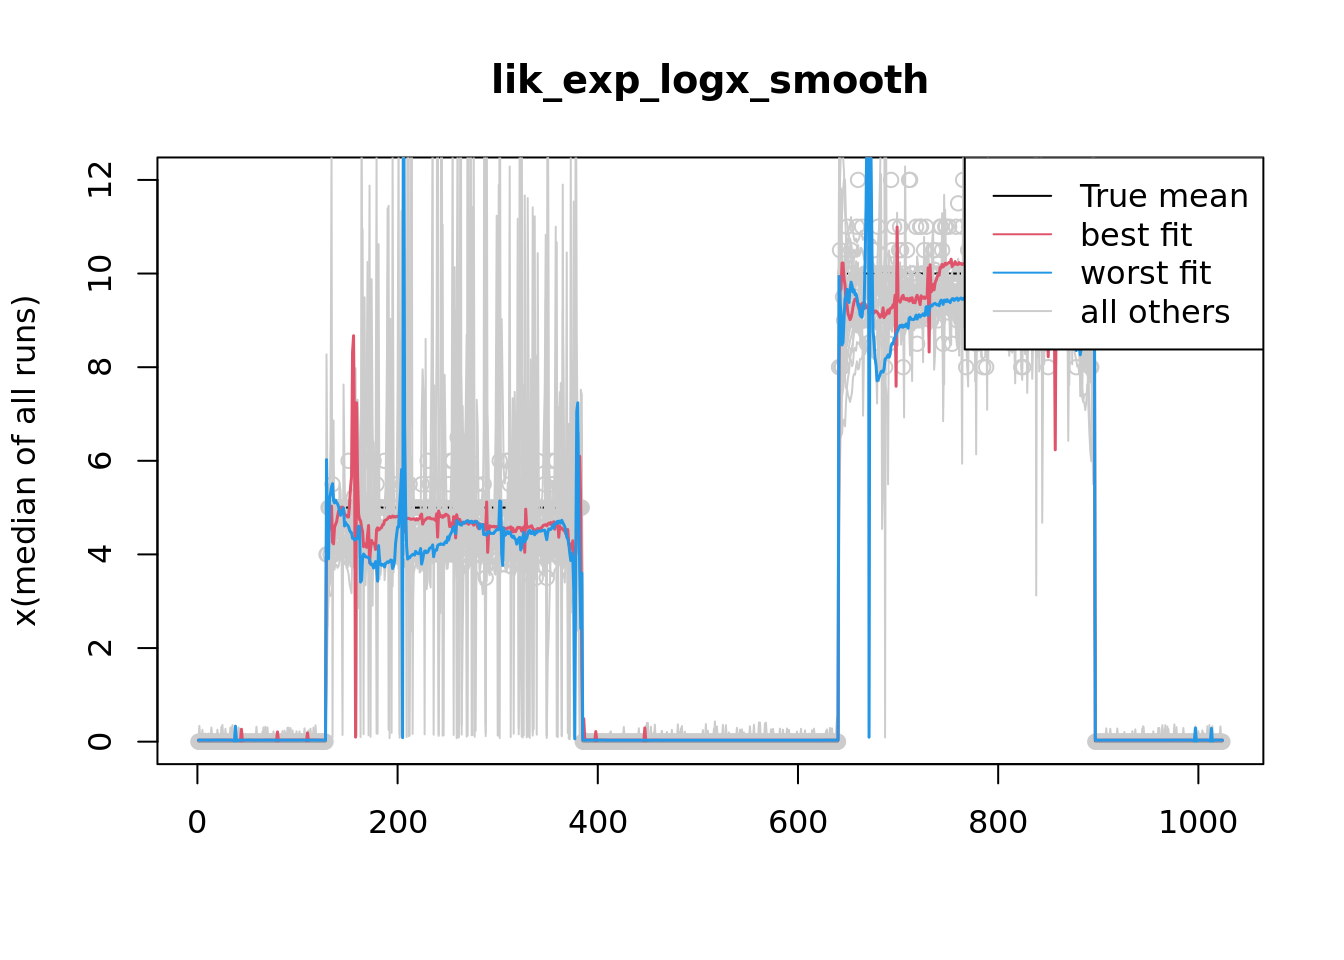 lik_exp_logx_smooth
x(median of all runs)
12
10
8
6
4
2
0
True mean
best fit
worst fit
all others
0 200 400 600 800 1000